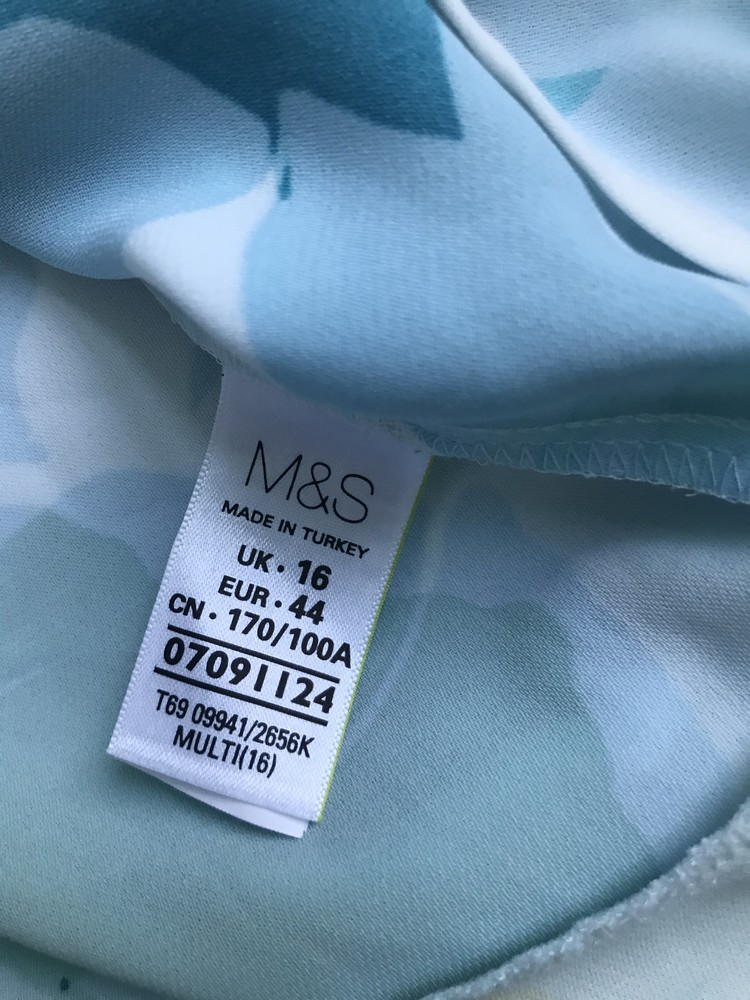 M&S
MADE IN TURKEY
UK • 16
EUR • 44
CN • 170/100A
07091124
T69 09941/2656K
MULTI(16)